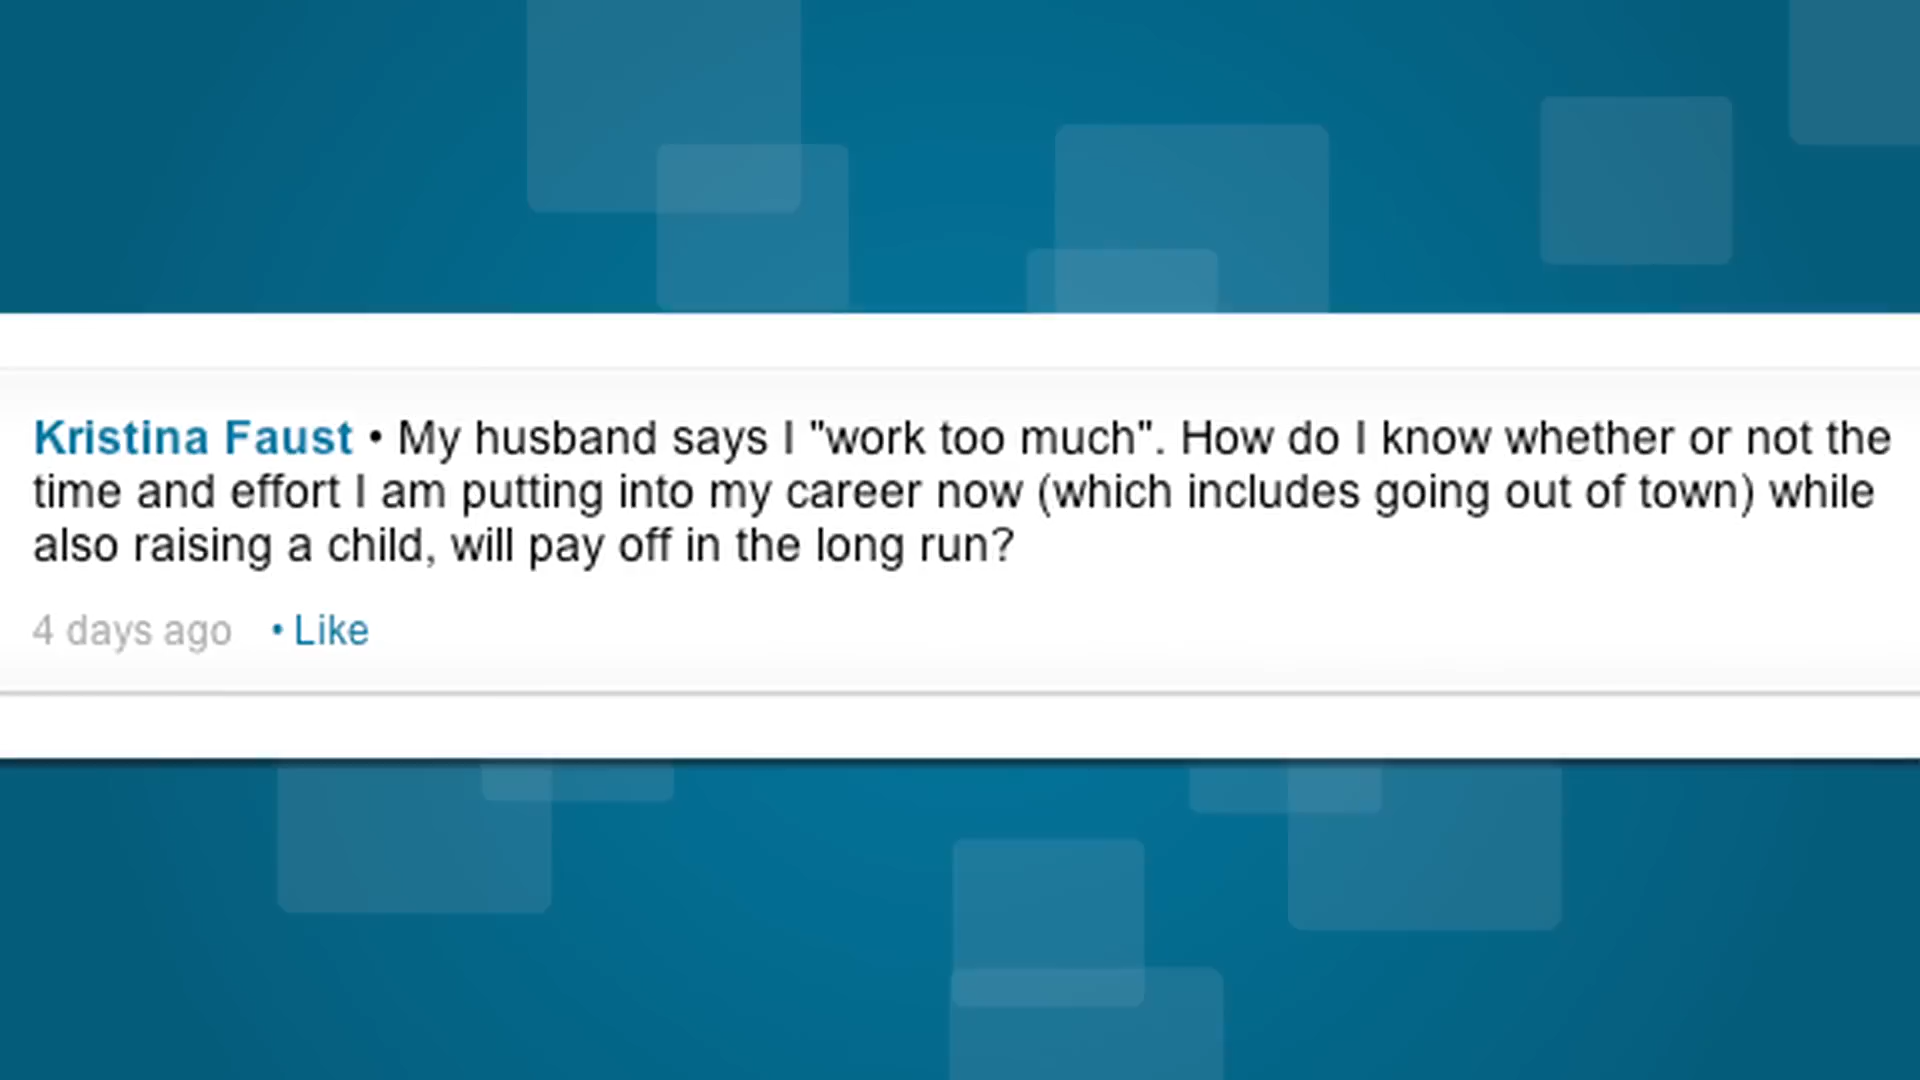 Kristina Faust • My husband says I "work too much". How do I know whether or not the
time and effort I am putting into my career now (which includes going out of town) while
also raising a child, will pay off in the long run?
4 days ago • Like